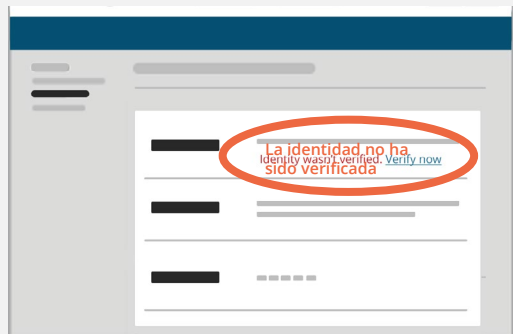 La identidad no ha
Identity wasn't verified. Verify now
sido verificada